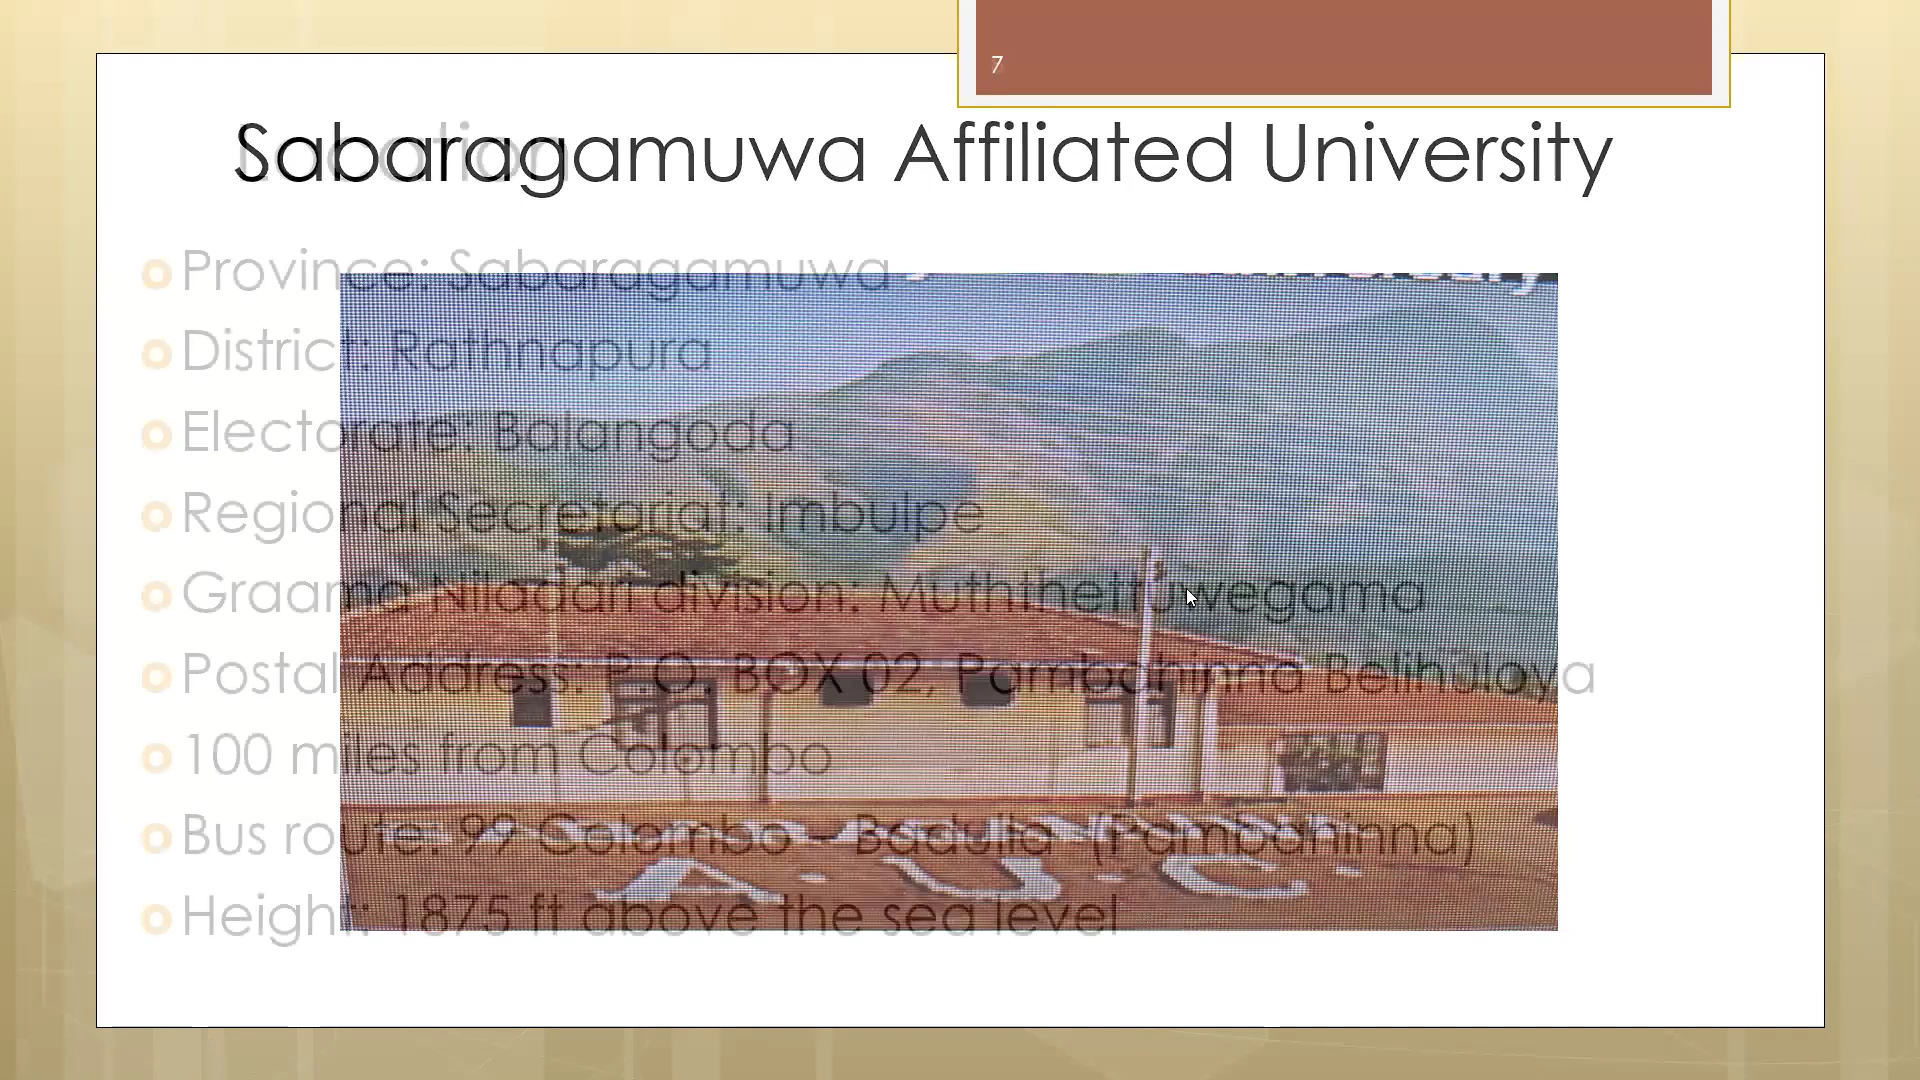 7
Sabaragamuwa Affiliated University
Location
Province: Sabaragamuwa
District: Rathnapura
Electorate: Balangoda
Regional Secretariat: Imbulpe
Graama Niladari division: Muththettuwegama
Postal Address: P.O. BOX 02, Pambahinna Belihuloya
100 miles from Colombo
Bus route: 99 Colombo – Badulla (Pambahinna)
A. U. C.
Height: 1875 ft above the sea level